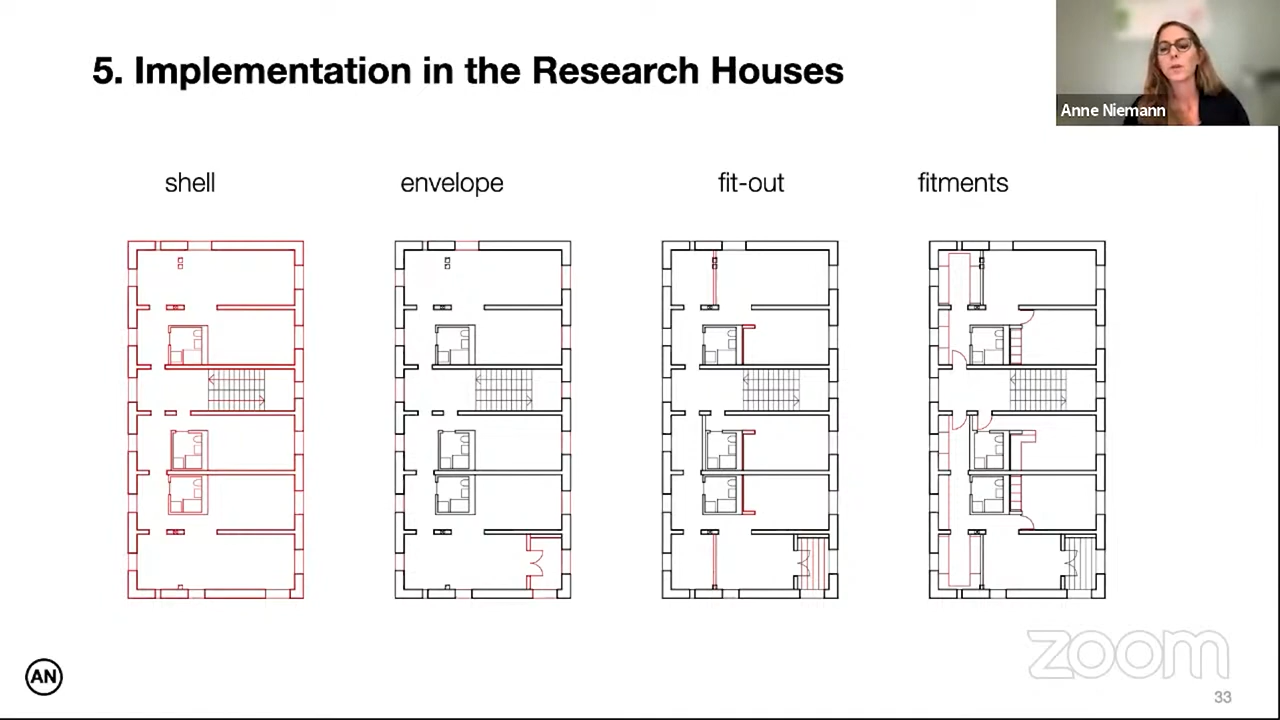 5. Implementation in the Research Houses
Anne Niemann
shell
envelope
fit-out
fitments
zoom
AN
33